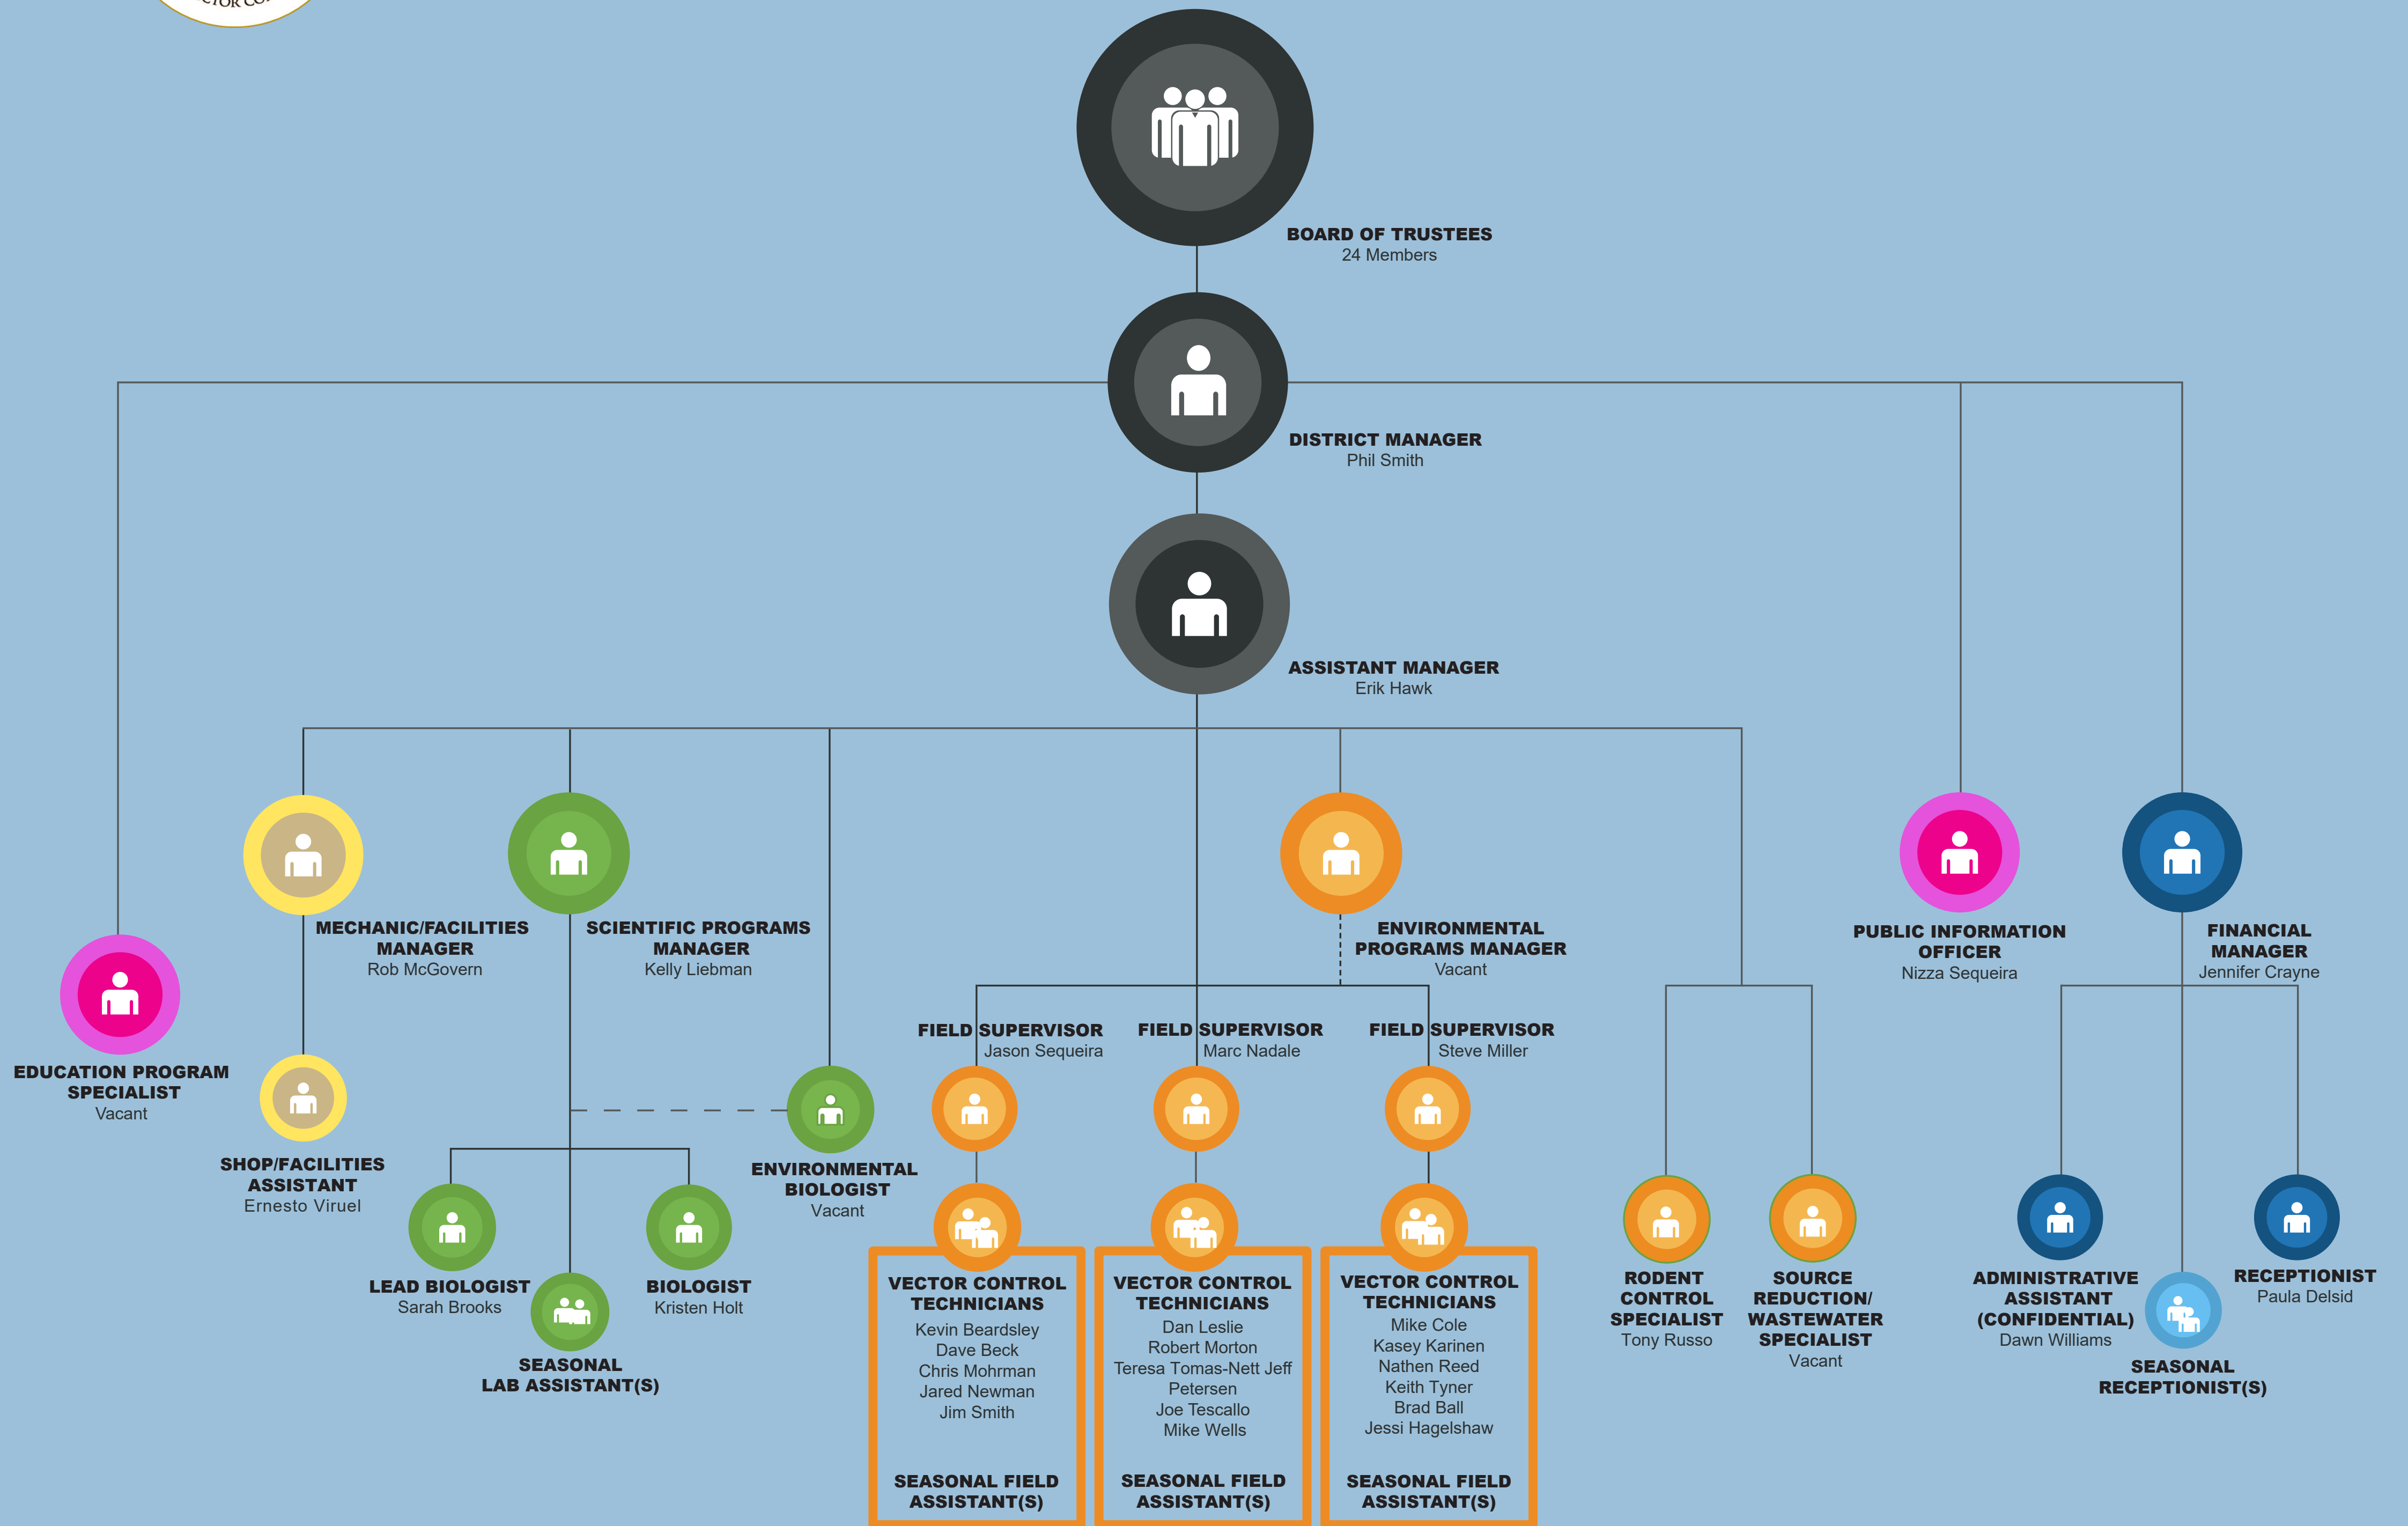 BOARD OF TRUSTEES
24 Members
DISTRICT MANAGER
Phil Smith
ASSISTANT MANAGER
Erik Hawk
EDUCATION PROGRAM
SPECIALIST
Vacant
MECHANIC/FACILITIES
MANAGER
Rob McGovern
SHOP/FACILITIES
ASSISTANT
Ernesto Viruel
SCIENTIFIC PROGRAMS
MANAGER
Kelly Liebman
LEAD BIOLOGIST
Sarah Brooks
SEASONAL
LAB ASSISTANT(S)
BIOLOGIST
Kristen Holt
ENVIRONMENTAL
BIOLOGIST
Vacant
ENVIRONMENTAL
PROGRAMS MANAGER
Vacant
FIELD SUPERVISOR
Jason Sequeira
VECTOR CONTROL
TECHNICIANS
Kevin Beardsley
Dave Beck
Chris Mohrman
Jared Newman
Jim Smith
SEASONAL FIELD
ASSISTANT(S)
FIELD SUPERVISOR
Marc Nadale
VECTOR CONTROL
TECHNICIANS
Dan Leslie
Robert Morton
Teresa Tomas-Nett Jeff
Petersen
Joe Tescallo
Mike Wells
SEASONAL FIELD
ASSISTANT(S)
FIELD SUPERVISOR
Steve Miller
VECTOR CONTROL
TECHNICIANS
Mike Cole
Kasey Karinen
Nathen Reed
Keith Tyner
Brad Ball
Jessi Hagelshaw
SEASONAL FIELD
ASSISTANT(S)
RODENT
CONTROL
SPECIALIST
Tony Russo
SOURCE
REDUCTION/
WASTEWATER
SPECIALIST
Vacant
PUBLIC INFORMATION
OFFICER
Nizza Sequeira
FINANCIAL
MANAGER
Jennifer Crayne
ADMINISTRATIVE
ASSISTANT
(CONFIDENTIAL)
Dawn Williams
SEASONAL
RECEPTIONIST(S)
RECEPTIONIST
Paula Delsid